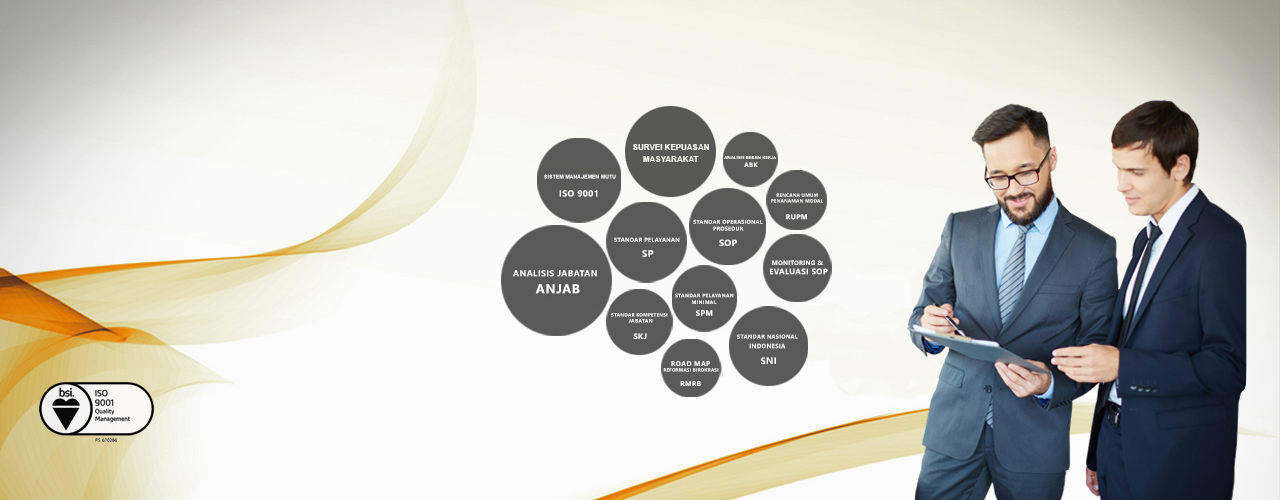 SURVEI KEPUASAN
MASYARAKAT
ANALISIS BEBAN KERJA
ABK
SISTEM MANAJEMEN MUTU
ISO 9001
RENCANA UMUM
PENANAMAN MODAL
RUPM
STANDAR OPERASIONAL
PROSEDUR
SOP
STANDAR PELAYANAN
SP
MONITORING &
EVALUASI SOP
ANALISIS JABATAN
ANJAB
STANDAR PELAYANAN
MINIMAL
SPM
STANDAR KOMPETENSI
JABATAN
SKJ
STANDAR NASIONAL
INDONESIA
SNI
ROAD MAP
REFORMASI BIROKRASI
RMRB
bsi.
ISO
9001
Quality
Management
FS 670286